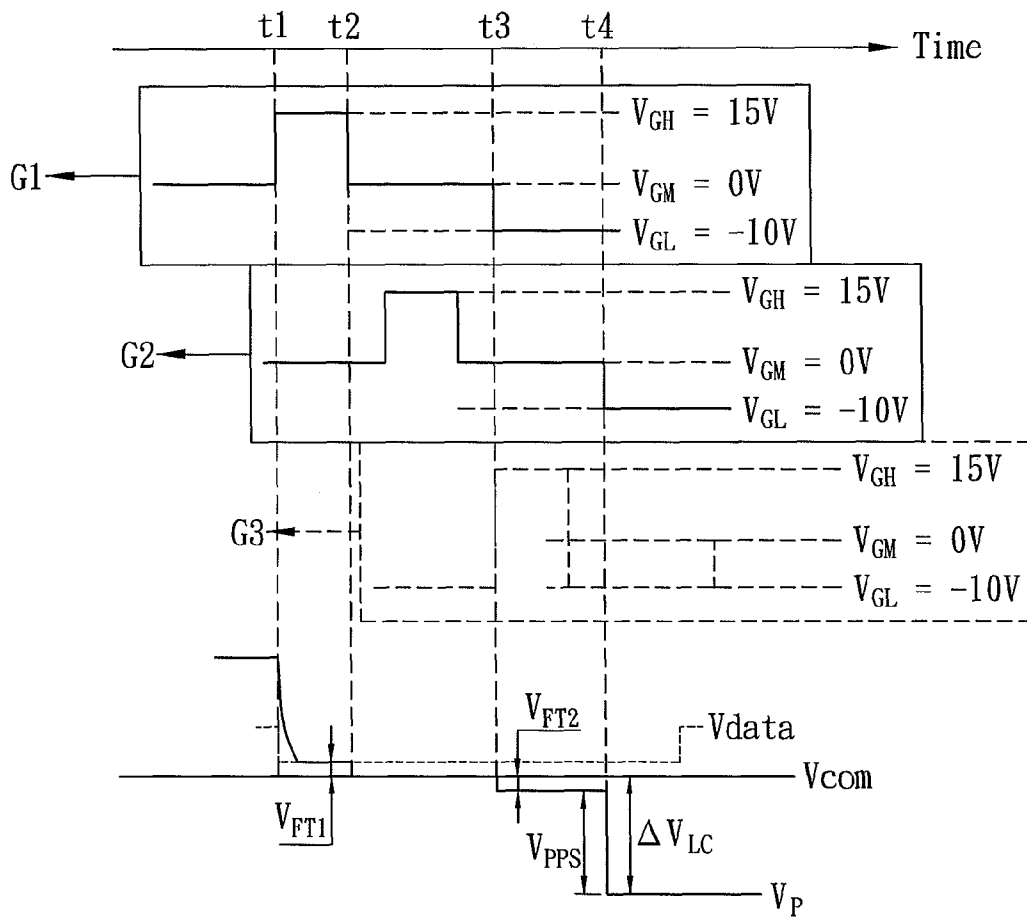 t1 t2 t3 t4
Time
V_GH = 15V
G1
V_GM = 0V
V_GL = -10V
V_GH = 15V
G2
V_GM = 0V
V_GL = -10V
V_GH = 15V
G3
V_GM = 0V
V_GL = -10V
V_FT2
Vdata
Vcom
V_FT1
V_PPS
ΔV_LC
V_P